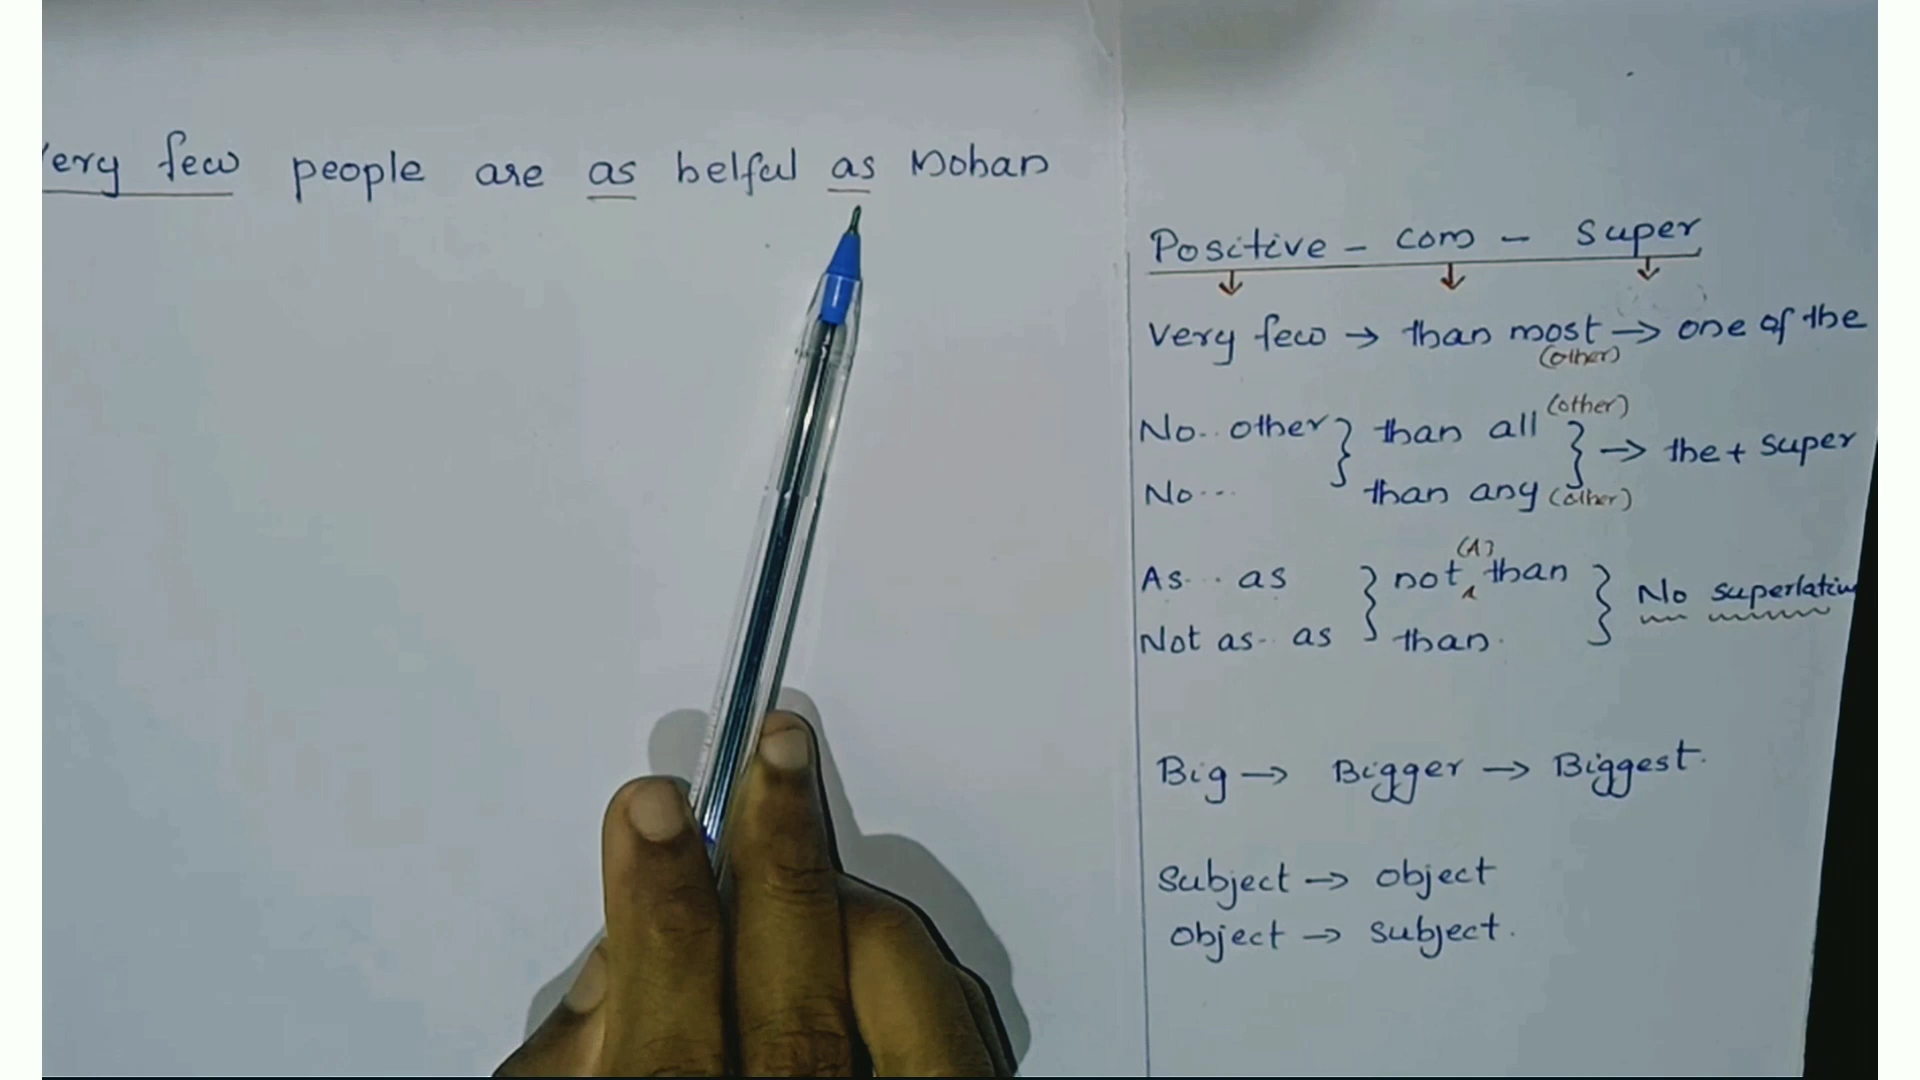 ery few people are as helful as Mohan
Positive - com - super
Very few → than most → one of the
(other)
(other)
No.. other } than all } → the + super
No... than any (other)
(A)
As... as } not ‸ than } No superlativ
Not as.. as than.
Big → Bigger → Biggest.
Subject → object
object → subject.